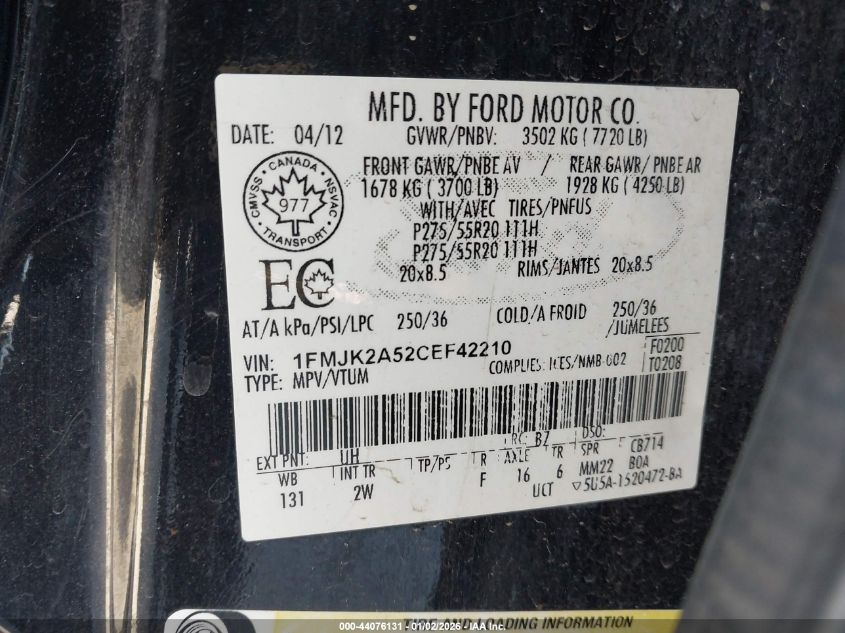 MFD. BY FORD MOTOR CO.
DATE: 04/12 GVWR/PNBV: 3502 KG ( 7720 LB)
FRONT GAWR/PNBE AV / REAR GAWR/ PNBE AR
1678 KG ( 3700 LB) 1928 KG ( 4250 LB)
WITH/AVEC TIRES/PNEUS
P275/55R20 111H
P275/55R20 111H
20x8.5 RIMS/JANTES 20x8.5
CANADA
CMVSS NSVAC
977
TRANSPORT
EC
AT/A kPa/PSI/LPC 250/36 COLD/A FROID 250/36
/JUMELEES
VIN: 1FMJK2A52CEF42210 F0200
TYPE: MPV/VTUM COMPLIES: ICES/NMB-002 T0208
EXT PNT: UH RC: B7 DSO:
WB INT TR TP/PS R AXLE TR SPR CB714
131 2W F 16 6 MM22 B0A
UCT 5U5A-1520472-BA
AND LOADING INFORMATION
000-44076131 - 01/02/2026 - IAA Inc.